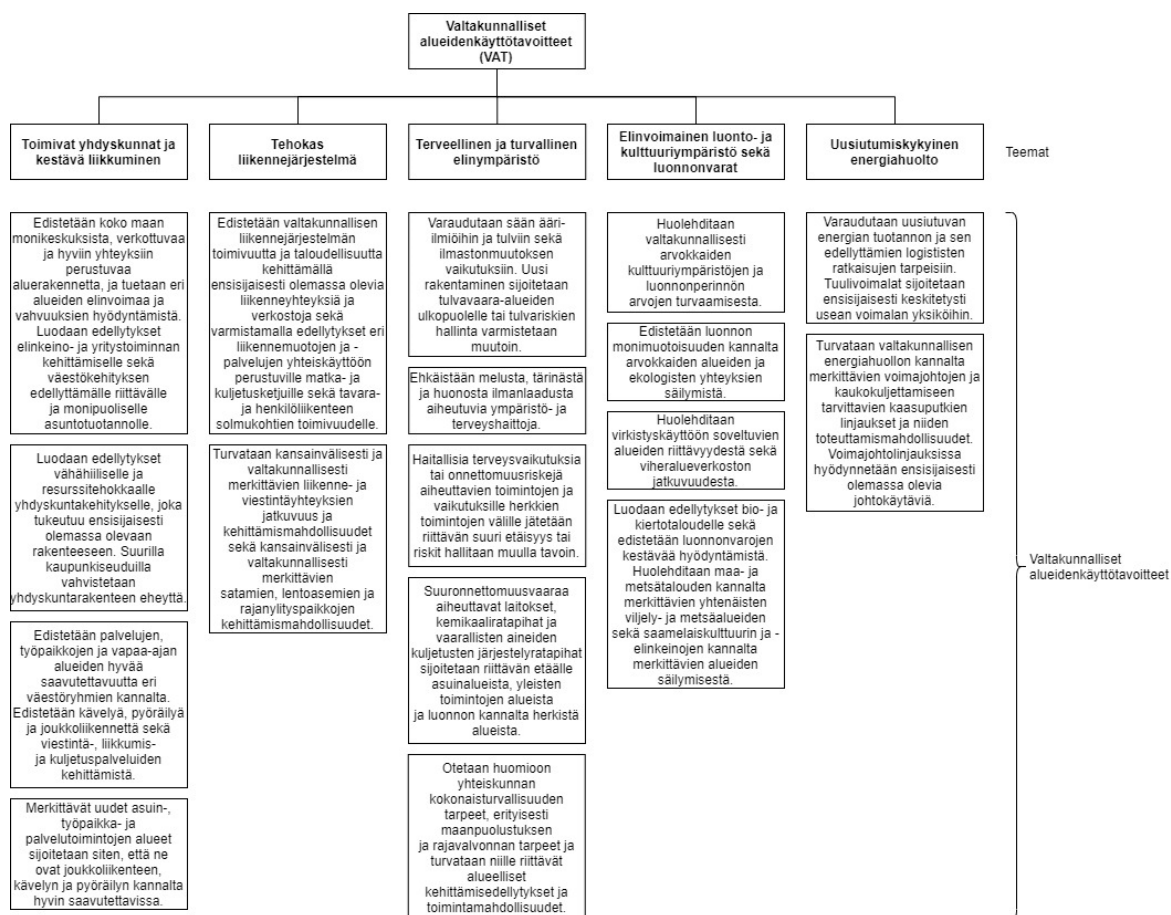 Valtakunnalliset
alueidenkäyttötavoitteet
(VAT)
Toimivat yhdyskunnat ja
kestävä liikkuminen
Tehokas
liikennejärjestelmä
Terveellinen ja turvallinen
elinympäristö
Elinvoimainen luonto- ja
kulttuuriympäristö sekä
luonnonvarat
Uusiutumiskykyinen
energiahuolto
Teemat
Edistetään koko maan
monikeskuksista, verkottuvaa
ja hyviin yhteyksiin
perustuvaa
aluerakennetta, ja tuetaan eri
alueiden elinvoimaa ja
vahvuuksien hyödyntämistä.
Luodaan edellytykset
elinkeino- ja yritystoiminnan
kehittämiselle sekä
väestökehityksen
edellyttämälle riittävälle
ja monipuoliselle
asuntotuotannolle.
Luodaan edellytykset
vähähiiliselle ja
resurssitehokkaalle
yhdyskuntakehitykselle, joka
tukeutuu ensisijaisesti
olemassa olevaan
rakenteeseen. Suurilla
kaupunkiseuduilla
vahvistetaan
yhdyskuntarakenteen eheyttä.
Edistetään palvelujen,
työpaikkojen ja vapaa-ajan
alueiden hyvää
saavutettavuutta eri
väestöryhmien kannalta.
Edistetään kävelyä, pyöräilyä
ja joukkoliikennettä sekä
viestintä-, liikkumis-
ja kuljetuspalveluiden
kehittämistä.
Merkittävät uudet asuin-,
työpaikka- ja
palvelutoimintojen alueet
sijoitetaan siten, että ne
ovat joukkoliikenteen,
kävelyn ja pyöräilyn kannalta
hyvin saavutettavissa.
Edistetään valtakunnallisen
liikennejärjestelmän
toimivuutta ja taloudellisuutta
kehittämällä
ensisijaisesti olemassa olevia
liikenneyhteyksiä ja
verkostoja sekä
varmistamalla edellytykset eri
liikennemuotojen ja -
palvelujen yhteiskäyttöön
perustuville matka- ja
kuljetusketjuille sekä tavara-
ja henkilöliikenteen
solmukohtien toimivuudelle.
Turvataan kansainvälisesti ja
valtakunnallisesti
merkittävien liikenne- ja
viestintäyhteyksien
jatkuvuus ja
kehittämismahdollisuudet
sekä kansainvälisesti ja
valtakunnallisesti
merkittävien
satamien, lentoasemien ja
rajanylityspaikkojen
kehittämismahdollisuudet.
Varaudutaan sään ääri-
ilmiöihin ja tulviin sekä
ilmastonmuutoksen
vaikutuksiin. Uusi
rakentaminen sijoitetaan
tulvavaara-alueiden
ulkopuolelle tai tulvariskien
hallinta varmistetaan
muutoin.
Ehkäistään melusta, tärinästä
ja huonosta ilmanlaadusta
aiheutuvia ympäristö- ja
terveyshaittoja.
Haitallisia terveysvaikutuksia
tai onnettomuusriskejä
aiheuttavien toimintojen ja
vaikutuksille herkkien
toimintojen välille jätetään
riittävän suuri etäisyys tai
riskit hallitaan muulla tavoin.
Suuronnettomuusvaaraa
aiheuttavat laitokset,
kemikaaliratapihat ja
vaarallisten aineiden
kuljetusten järjestelyratapihat
sijoitetaan riittävän etäälle
asuinalueista, yleisten
toimintojen alueista
ja luonnon kannalta herkistä
alueista.
Otetaan huomioon
yhteiskunnan
kokonaisturvallisuuden
tarpeet, erityisesti
maanpuolustuksen
ja rajavalvonnan tarpeet ja
turvataan niille riittävät
alueelliset
kehittämisedellytykset ja
toimintamahdollisuudet.
Huolehditaan
valtakunnallisesti
arvokkaiden
kulttuuriympäristöjen ja
luonnonperinnön
arvojen turvaamisesta.
Edistetään luonnon
monimuotoisuuden kannalta
arvokkaiden alueiden ja
ekologisten yhteyksien
säilymistä.
Huolehditaan
virkistyskäyttöön soveltuvien
alueiden riittävyydestä sekä
viheralueverkoston
jatkuvuudesta.
Luodaan edellytykset bio- ja
kiertotaloudelle sekä
edistetään luonnonvarojen
kestävää hyödyntämistä.
Huolehditaan maa- ja
metsätalouden kannalta
merkittävien yhtenäisten
viljely- ja metsäalueiden
sekä saamelaiskulttuurin ja -
elinkeinojen kannalta
merkittävien alueiden
säilymisestä.
Varaudutaan uusiutuvan
energian tuotannon ja sen
edellyttämien logististen
ratkaisujen tarpeisiin.
Tuulivoimalat sijoitetaan
ensisijaisesti keskitetysti
usean voimalan yksiköihin.
Turvataan valtakunnallisen
energiahuollon kannalta
merkittävien voimajohtojen ja
kaukokuljettamiseen
tarvittavien kaasuputkien
linjaukset ja niiden
toteuttamismahdollisuudet.
Voimajohtolinjauksissa
hyödynnetään ensisijaisesti
olemassa olevia
johtokäytäviä.
Valtakunnalliset
alueidenkäyttötavoitteet